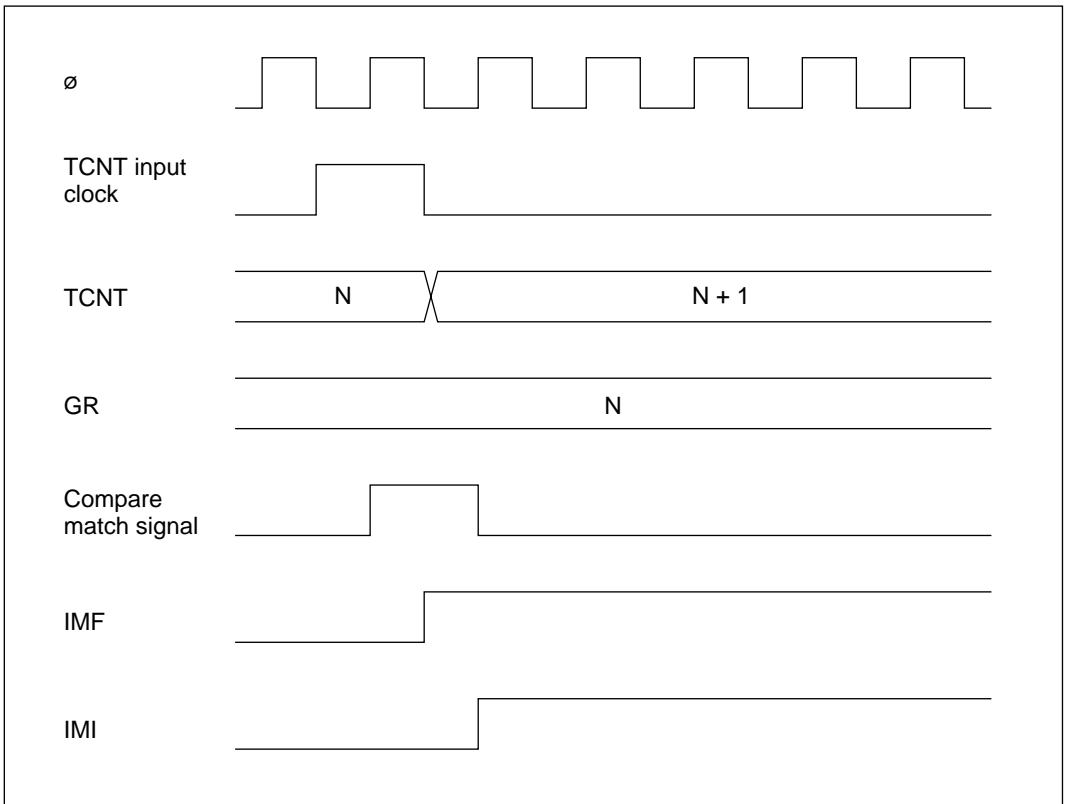 ø
TCNT input
clock
TCNT
N
N + 1
GR
N
Compare
match signal
IMF
IMI